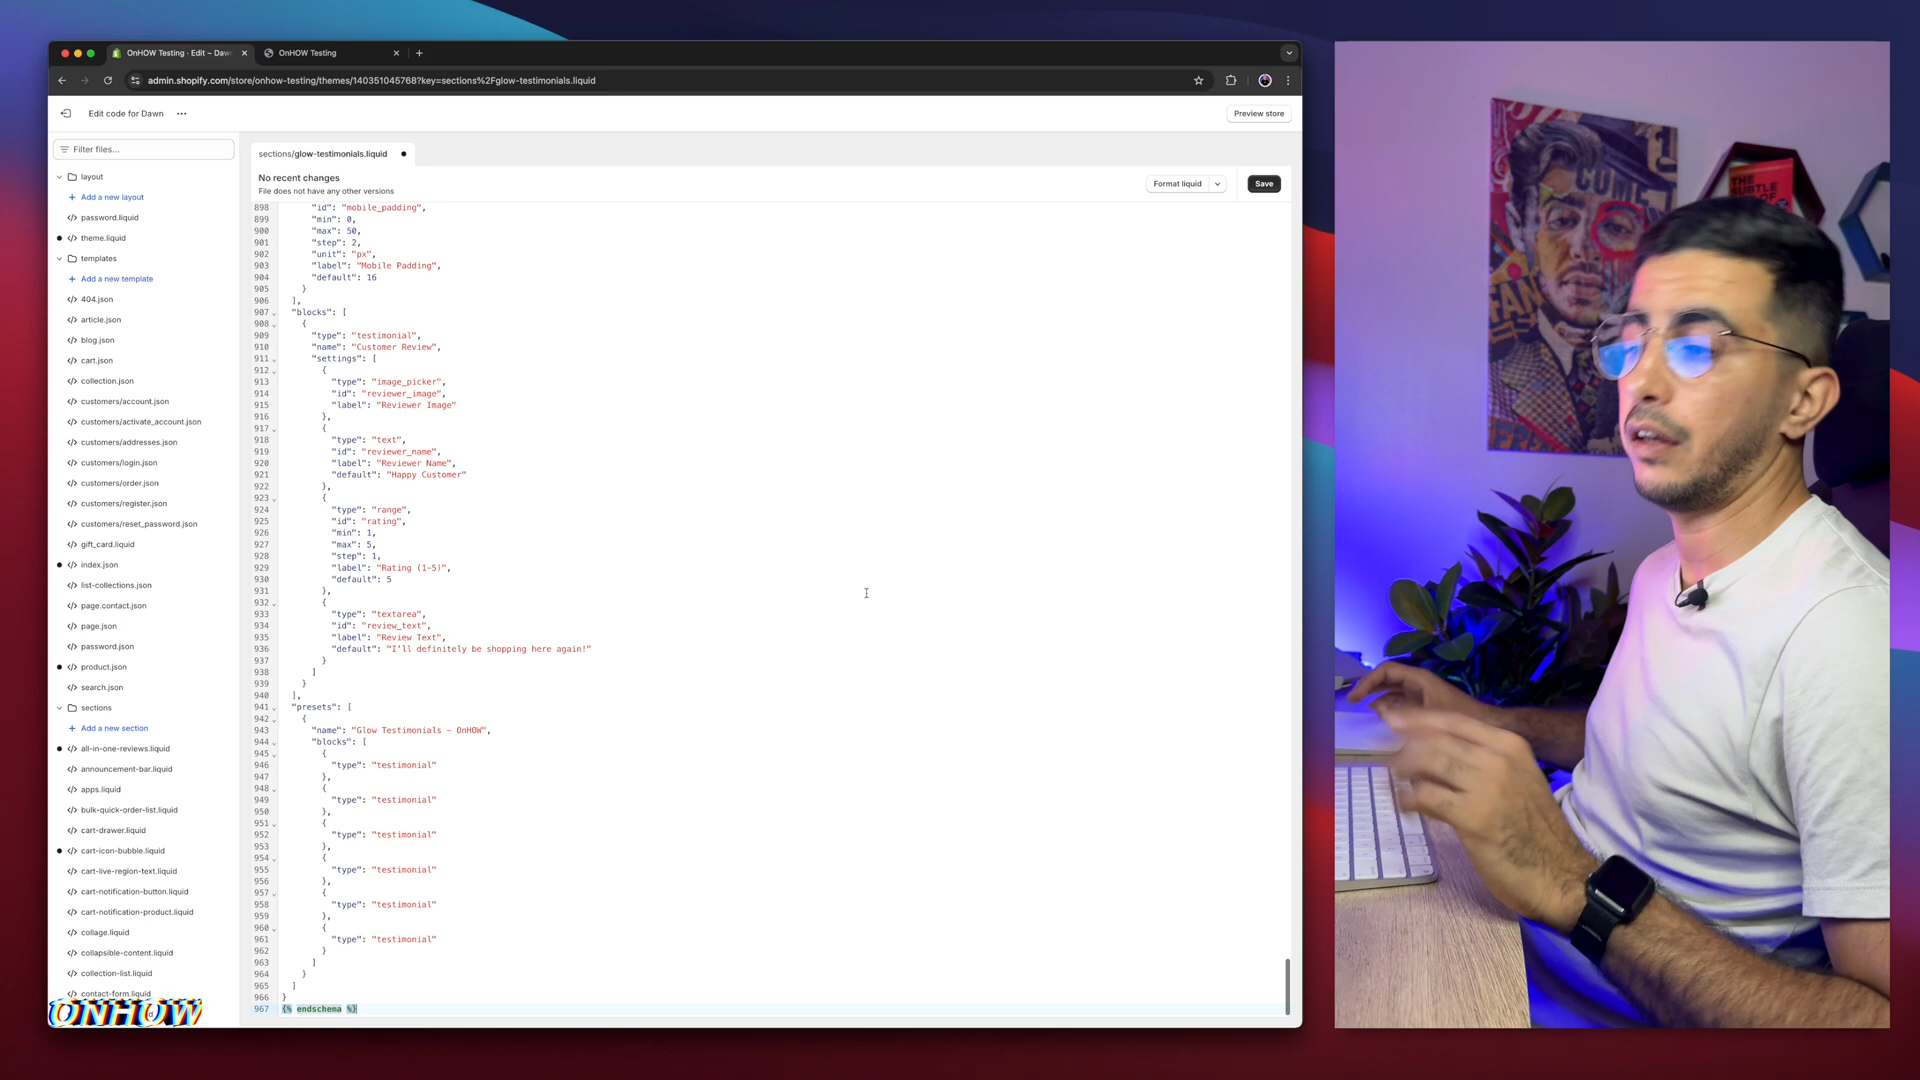 OnHOW Testing · Edit ~ Daw
OnHOW Testing
admin.shopify.com/store/onhow-testing/themes/140351045768?key=sections%2Fglow-testimonials.liquid
Edit code for Dawn
Preview store
Filter files...
layout
Add a new layout
password.liquid
theme.liquid
templates
Add a new template
404.json
article.json
blog.json
cart.json
collection.json
customers/account.json
customers/activate_account.json
customers/addresses.json
customers/login.json
customers/order.json
customers/register.json
customers/reset_password.json
gift_card.liquid
index.json
list-collections.json
page.contact.json
page.json
password.json
product.json
search.json
sections
Add a new section
all-in-one-reviews.liquid
announcement-bar.liquid
apps.liquid
bulk-quick-order-list.liquid
cart-drawer.liquid
cart-icon-bubble.liquid
cart-live-region-text.liquid
cart-notification-button.liquid
cart-notification-product.liquid
collage.liquid
collapsible-content.liquid
collection-list.liquid
contact-form.liquid
ONHOW
sections/glow-testimonials.liquid
No recent changes
File does not have any other versions
Format liquid
Save
898 "id": "mobile_padding",
899 "min": 0,
900 "max": 50,
901 "step": 2,
902 "unit": "px",
903 "label": "Mobile Padding",
904 "default": 16
905 }
906 ],
907 "blocks": [
908 {
909 "type": "testimonial",
910 "name": "Customer Review",
911 "settings": [
912 {
913 "type": "image_picker",
914 "id": "reviewer_image",
915 "label": "Reviewer Image"
916 },
917 {
918 "type": "text",
919 "id": "reviewer_name",
920 "label": "Reviewer Name",
921 "default": "Happy Customer"
922 },
923 {
924 "type": "range",
925 "id": "rating",
926 "min": 1,
927 "max": 5,
928 "step": 1,
929 "label": "Rating (1-5)",
930 "default": 5
931 },
932 {
933 "type": "textarea",
934 "id": "review_text",
935 "label": "Review Text",
936 "default": "I'll definitely be shopping here again!"
937 }
938 ]
939 }
940 ],
941 "presets": [
942 {
943 "name": "Glow Testimonials - OnHOW",
944 "blocks": [
945 {
946 "type": "testimonial"
947 },
948 {
949 "type": "testimonial"
950 },
951 {
952 "type": "testimonial"
953 },
954 {
955 "type": "testimonial"
956 },
957 {
958 "type": "testimonial"
959 },
960 {
961 "type": "testimonial"
962 }
963 ]
964 }
965 ]
966 }
967 {% endschema %}
COME
THE
SUBTLE